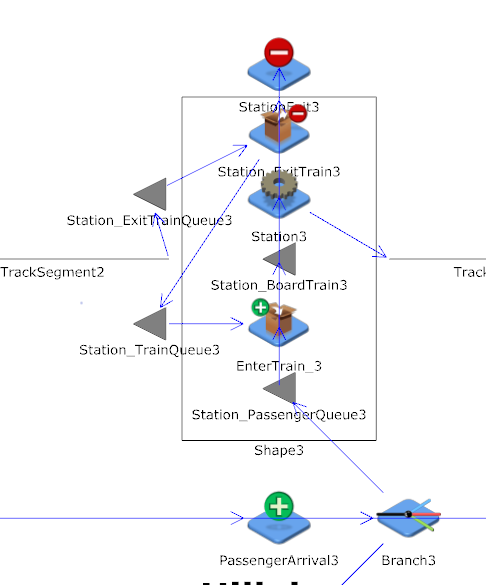 StationExit3
Station_ExitTrain3
Station_ExitTrainQueue3
Station3
TrackSegment2
Track
Station_BoardTrain3
Station_TrainQueue3
EnterTrain_3
Station_PassengerQueue3
Shape3
PassengerArrival3
Branch3